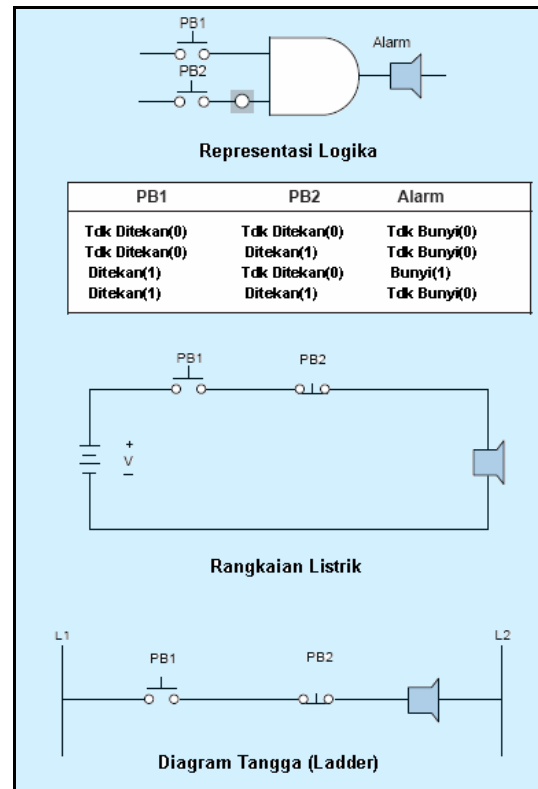 PB1
Alarm
PB2
Representasi Logika
PB1 PB2 Alarm
Tdk Ditekan(0) Tdk Ditekan(0) Tdk Bunyi(0)
Tdk Ditekan(0) Ditekan(1) Tdk Bunyi(0)
Ditekan(1) Tdk Ditekan(0) Bunyi(1)
Ditekan(1) Ditekan(1) Tdk Bunyi(0)
PB1 PB2
+
V
–
Rangkaian Listrik
L1 L2
PB1 PB2
Diagram Tangga (Ladder)